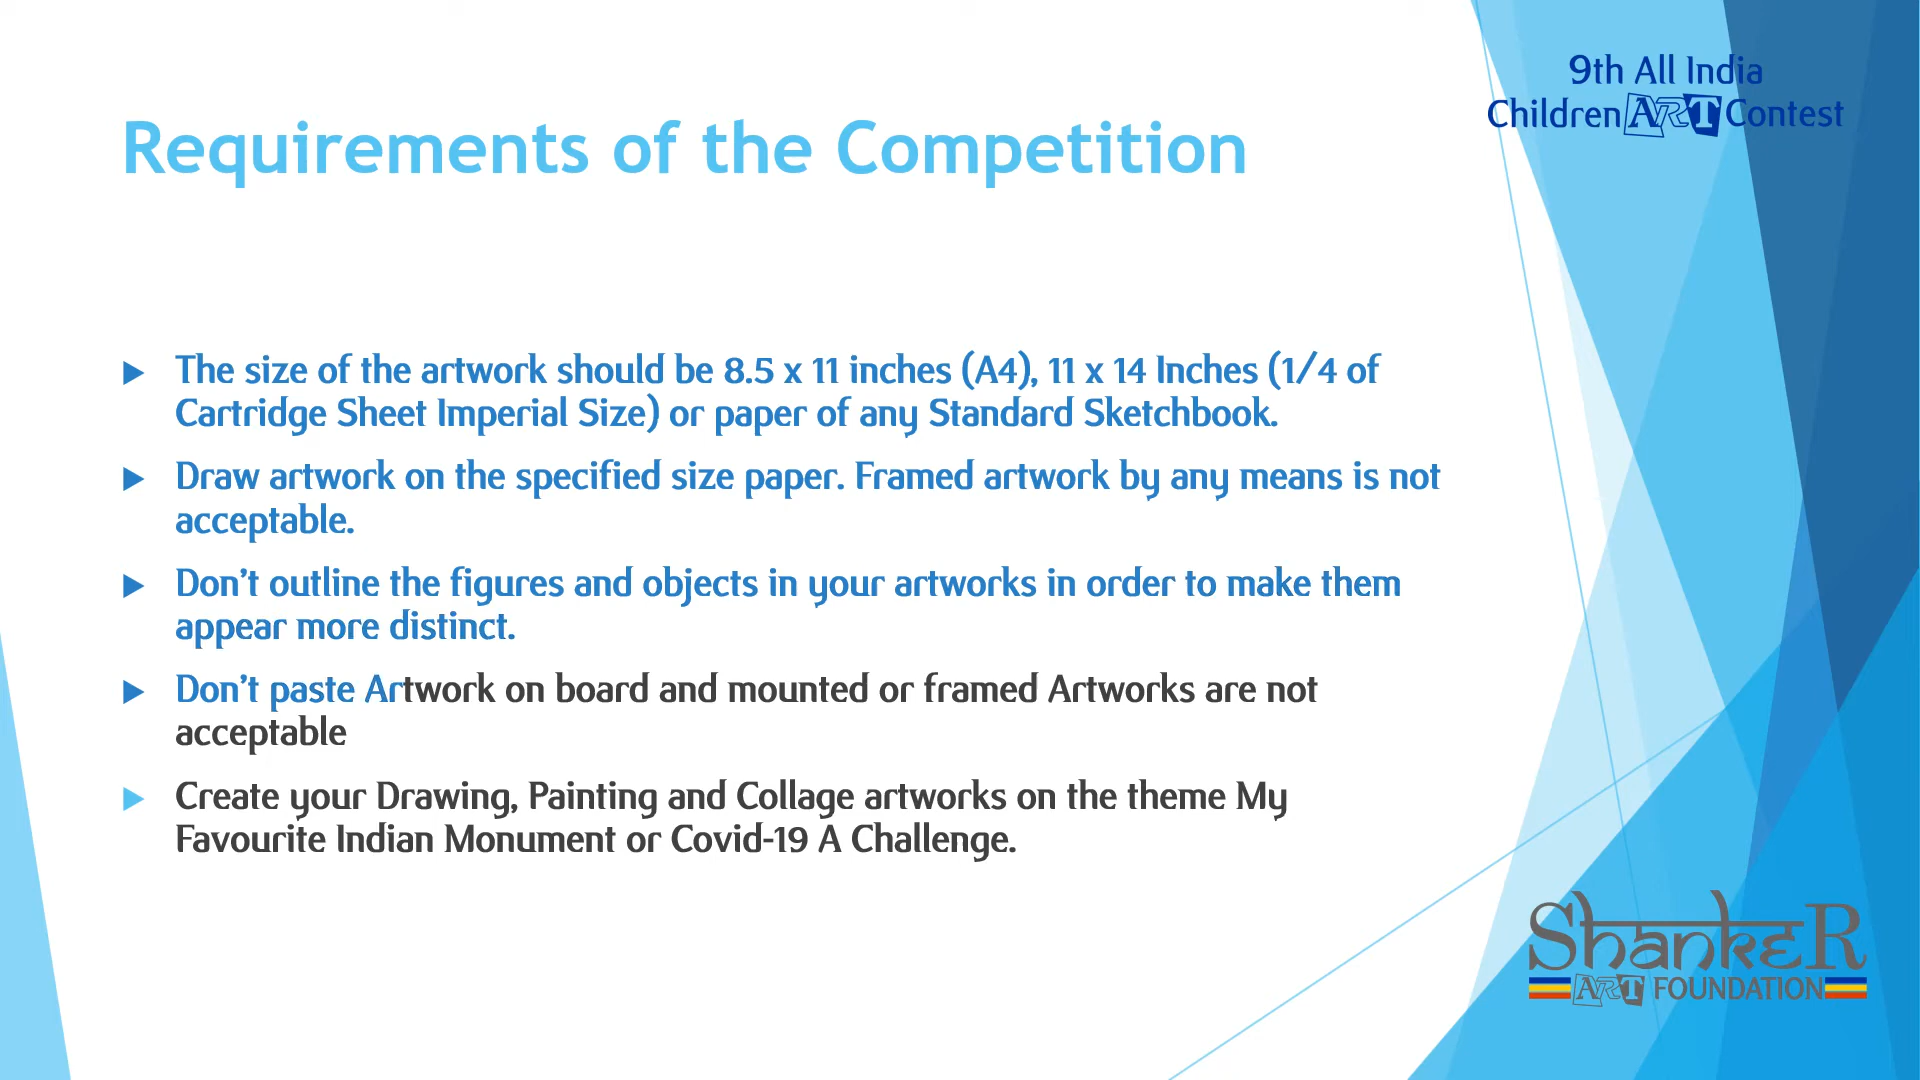 9th All India
Children ART Contest
Requirements of the Competition
The size of the artwork should be 8.5 x 11 inches (A4), 11 x 14 Inches (1/4 of
Cartridge Sheet Imperial Size) or paper of any Standard Sketchbook.
Draw artwork on the specified size paper. Framed artwork by any means is not
acceptable.
Don't outline the figures and objects in your artworks in order to make them
appear more distinct.
Don't paste Artwork on board and mounted or framed Artworks are not
acceptable
Create your Drawing, Painting and Collage artworks on the theme My
Favourite Indian Monument or Covid-19 A Challenge.
ShankeR
ART FOUNDATION